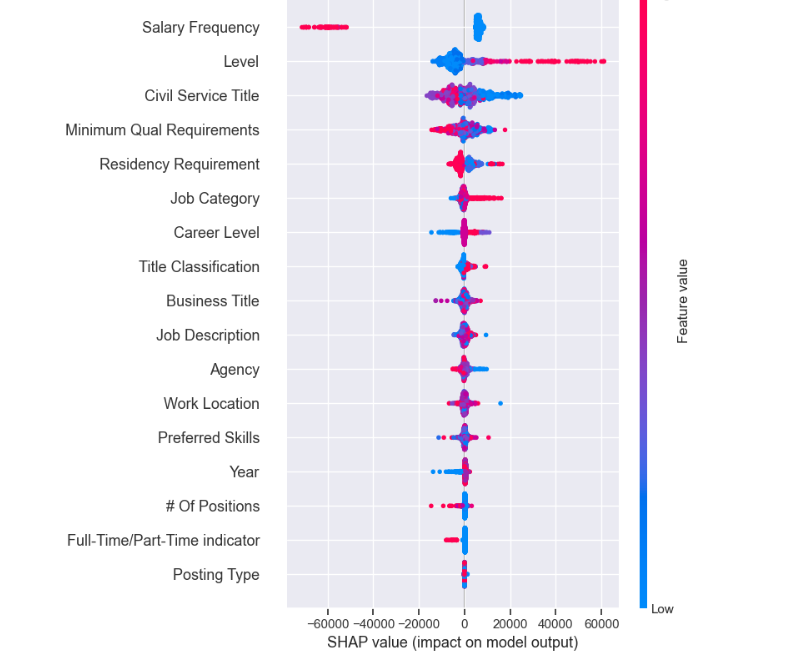 Salary Frequency
Level
Civil Service Title
Minimum Qual Requirements
Residency Requirement
Job Category
Career Level
Title Classification
Business Title
Job Description
Agency
Work Location
Preferred Skills
Year
# Of Positions
Full-Time/Part-Time indicator
Posting Type
Feature value
Low
−60000 −40000 −20000 0 20000 40000 60000
SHAP value (impact on model output)